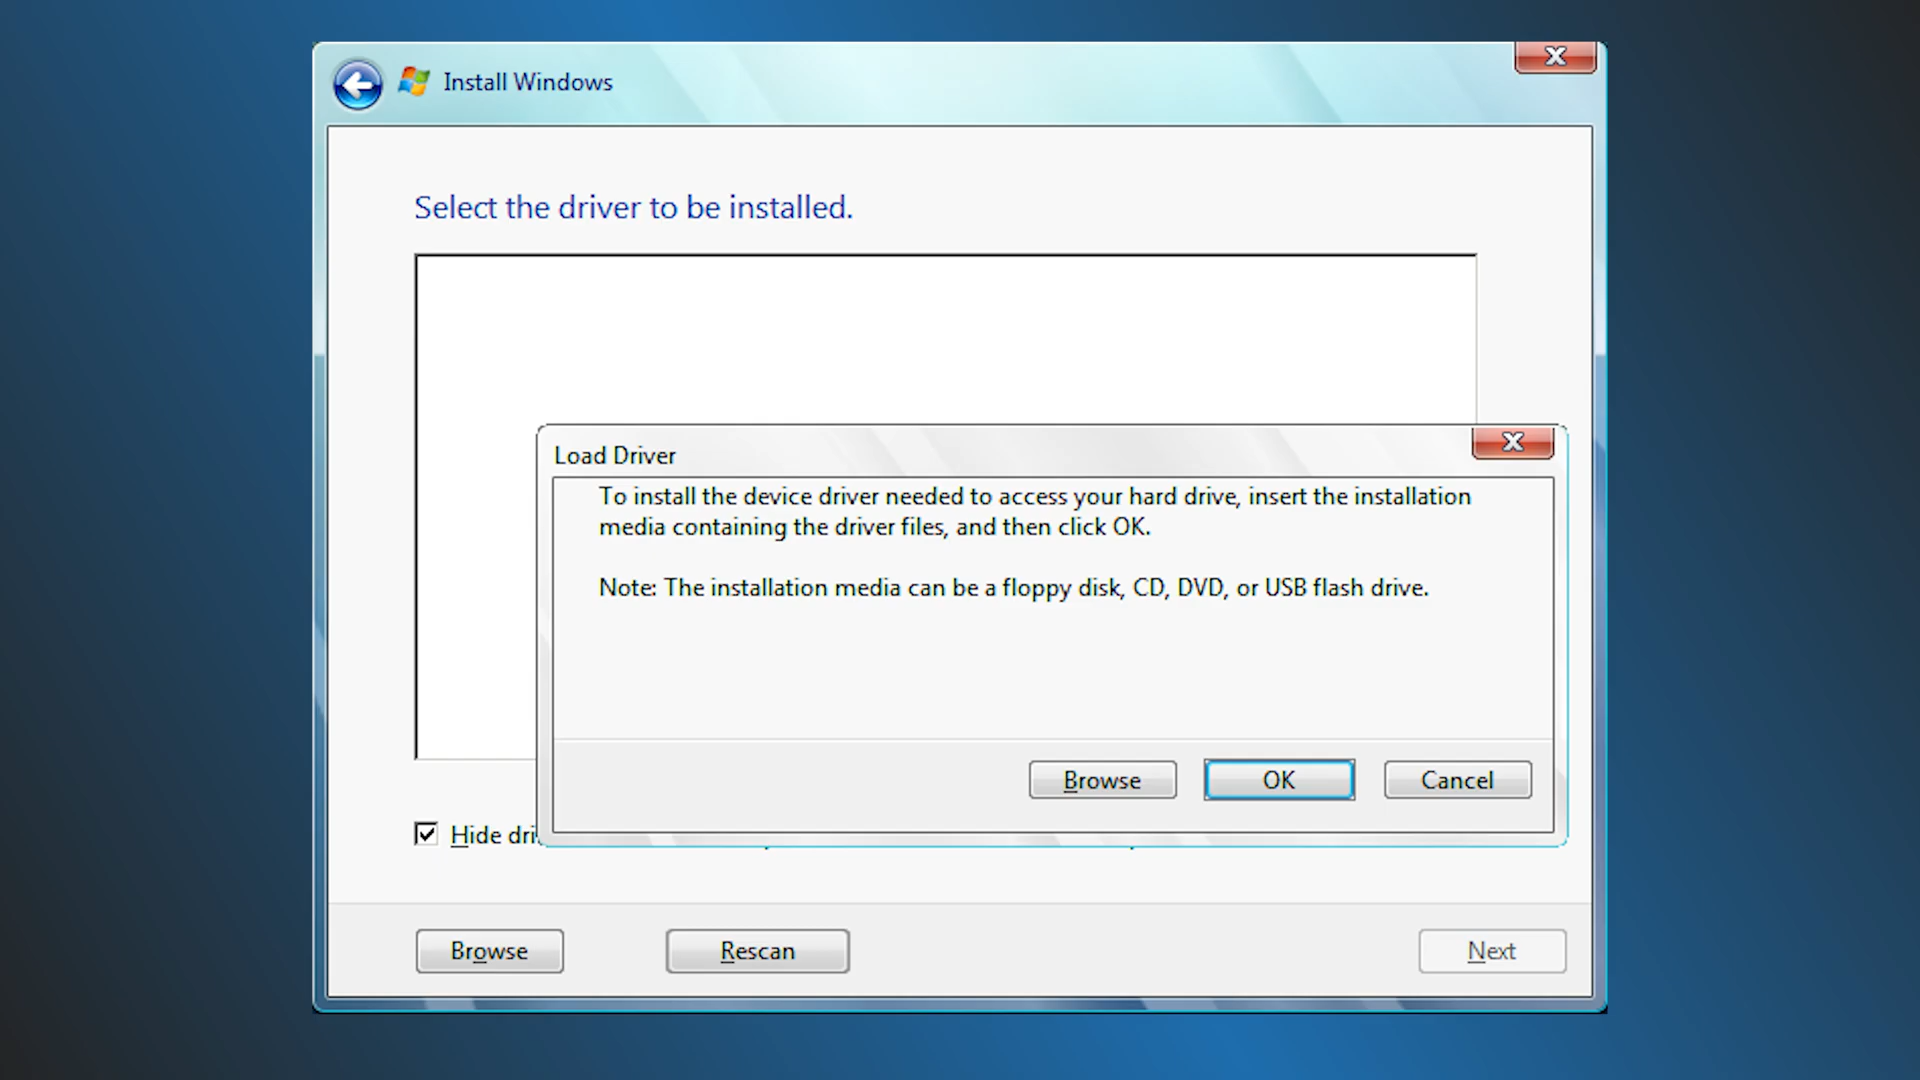 Install Windows
Select the driver to be installed.
Load Driver
To install the device driver needed to access your hard drive, insert the installation
media containing the driver files, and then click OK.
Note: The installation media can be a floppy disk, CD, DVD, or USB flash drive.
Browse
OK
Cancel
Hide
Browse
Rescan
Next